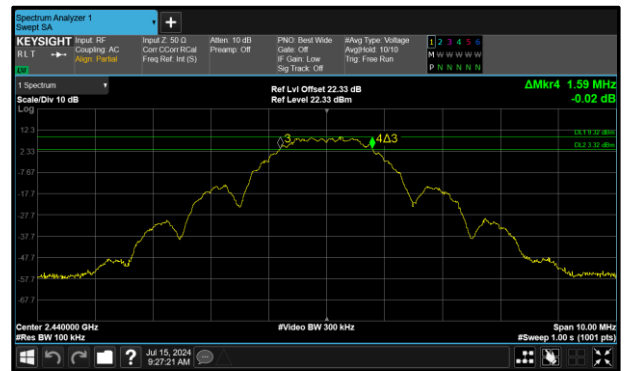 Spectrum Analyzer 1
Swept SA
+
KEYSIGHT Input: RF Input Z: 50 Ω Atten: 10 dB PNO: Best Wide #Avg Type: Voltage 1 2 3 4 5 6
RLT Coupling: AC Corr CCorr RCal Preamp: Off Gate: Off Avg|Hold: 10/10 M W W W W W
Align: Partial Freq Ref: Int (S) IF Gain: Low Trig: Free Run P N N N N N
LW Sig Track: Off
1 Spectrum Ref Lvl Offset 22.33 dB ΔMkr4 1.59 MHz
Scale/Div 10 dB Ref Level 22.33 dBm -0.02 dB
Log
12.3 DL1 9.32 dBm
3 4Δ3
2.33 DL2 3.32 dBm
-7.67
-17.7
-27.7
-37.7
-47.7
-57.7
-67.7
Center 2.440000 GHz #Video BW 300 kHz Span 10.00 MHz
#Res BW 100 kHz #Sweep 1.00 s (1001 pts)
? Jul 15, 2024
9:27:21 AM